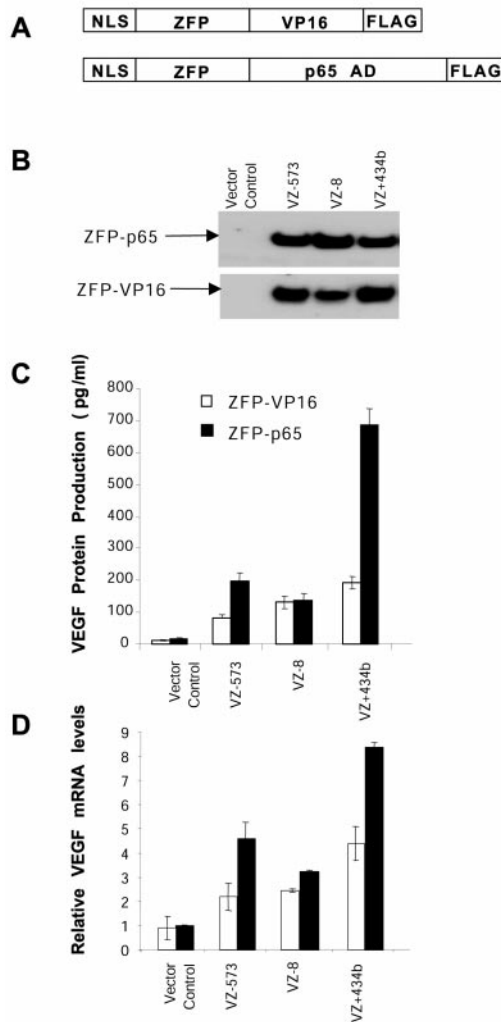 A
NLS ZFP VP16 FLAG
NLS ZFP p65 AD FLAG
B
Vector
Control
VZ-573
VZ-8
VZ+434b
ZFP-p65
ZFP-VP16
C
VEGF Protein Production ( pg/ml)
800
700
600
500
400
300
200
100
0
ZFP-VP16
ZFP-p65
Vector
Control
VZ-573
VZ-8
VZ+434b
D
Relative VEGF mRNA levels
9
8
7
6
5
4
3
2
1
0
Vector
Control
VZ-573
VZ-8
VZ+434b